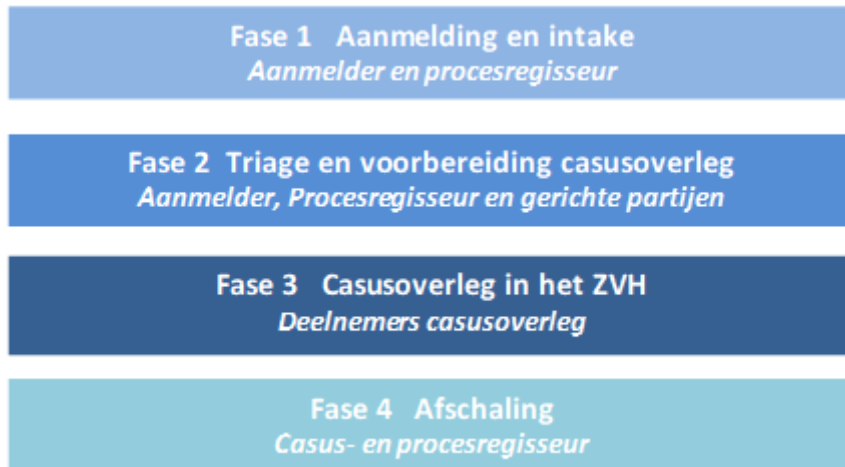 Fase 1 Aanmelding en intake
Aanmelder en procesregisseur
Fase 2 Triage en voorbereiding casusoverleg
Aanmelder, Procesregisseur en gerichte partijen
Fase 3 Casusoverleg in het ZVH
Deelnemers casusoverleg
Fase 4 Afschaling
Casus- en procesregisseur